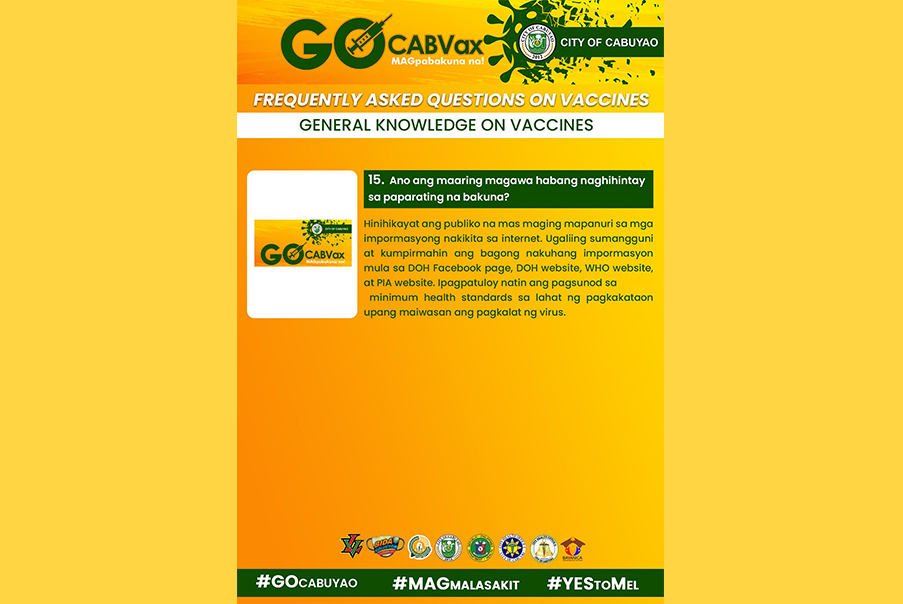 GO CABVax
MAGpabakuna na!
CITY OF CABUYAO
FREQUENTLY ASKED QUESTIONS ON VACCINES
GENERAL KNOWLEDGE ON VACCINES
15. Ano ang maaring magawa habang naghihintay
sa paparating na bakuna?
CITY OF CABUYAO
GO CABVax
MAGpabakuna na!
Hinihikayat ang publiko na mas maging mapanuri sa mga
impormasyong nakikita sa internet. Ugaliing sumangguni
at kumpirmahin ang bagong nakuhang impormasyon
mula sa DOH Facebook page, DOH website, WHO website,
at PIA website. Ipagpatuloy natin ang pagsunod sa
minimum health standards sa lahat ng pagkakataon
upang maiwasan ang pagkalat ng virus.
BIDA
#GOCABUYAO #MAGMALASAKIT #YESTOMEL